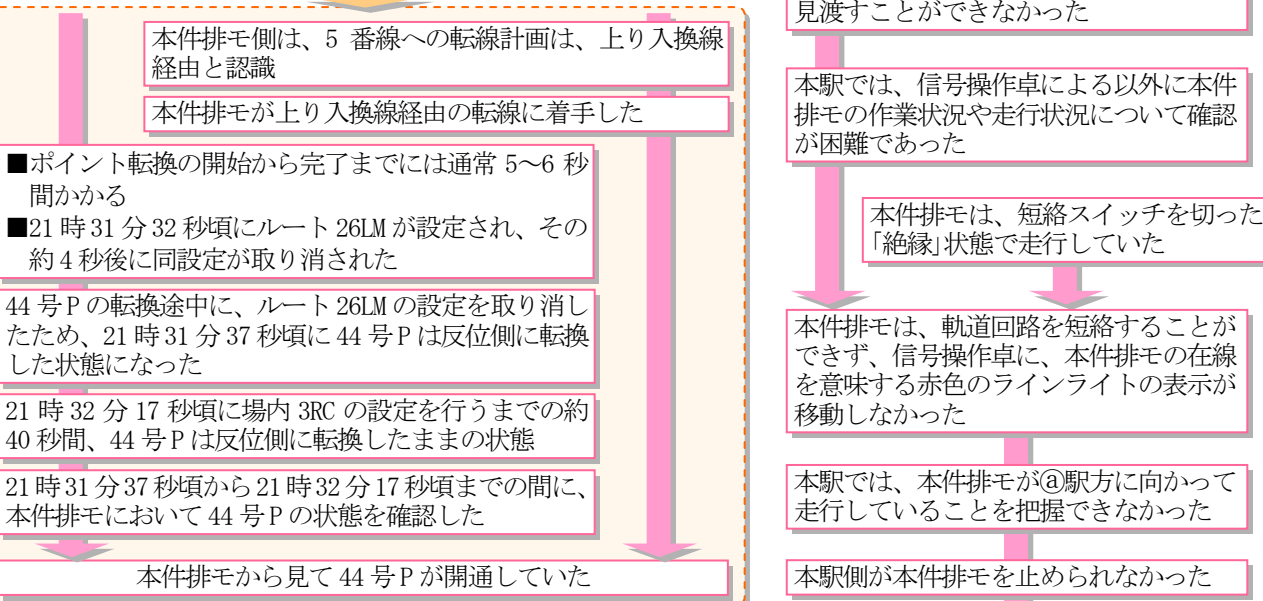 本件排モ側は、5 番線への転線計画は、上り入換線
経由と認識
本件排モが上り入換線経由の転線に着手した
■ポイント転換の開始から完了までには通常 5～6 秒
間かかる
■21 時 31 分 32 秒頃にルート 26LM が設定され、その
約 4 秒後に同設定が取り消された
44 号 P の転換途中に、ルート 26LM の設定を取り消し
たため、21 時 31 分 37 秒頃に 44 号 P は反位側に転換
した状態になった
21 時 32 分 17 秒頃に場内 3RC の設定を行うまでの約
40 秒間、44 号 P は反位側に転換したままの状態
21 時 31 分 37 秒頃から 21 時 32 分 17 秒頃までの間に、
本件排モにおいて 44 号 P の状態を確認した
本件排モから見て 44 号 P が開通していた
見渡すことができなかった
本駅では、信号操作卓による以外に本件
排モの作業状況や走行状況について確認
が困難であった
本件排モは、短絡スイッチを切った
「絶縁」状態で走行していた
本件排モは、軌道回路を短絡することが
できず、信号操作卓に、本件排モの在線
を意味する赤色のラインライトの表示が
移動しなかった
本駅では、本件排モがⓐ駅方に向かって
走行していることを把握できなかった
本駅側が本件排モを止められなかった